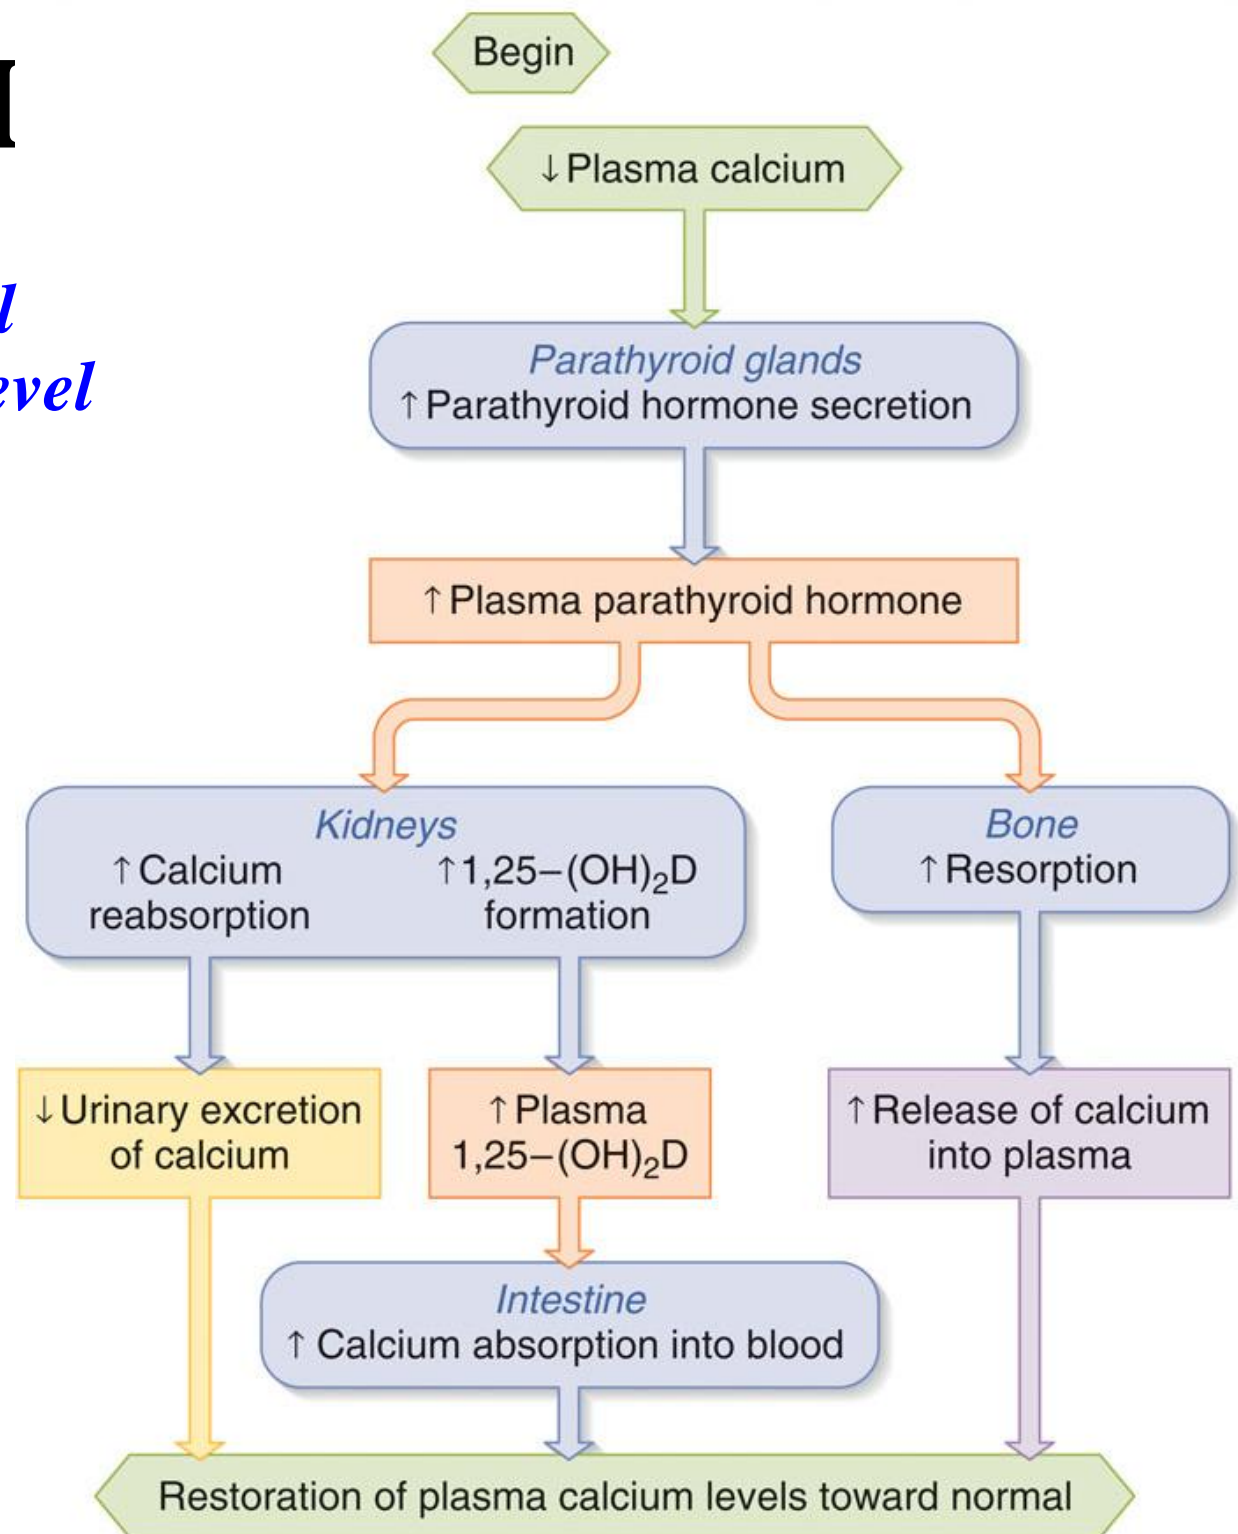 Begin
↓ Plasma calcium
evel
Parathyroid glands
↑ Parathyroid hormone secretion
↑ Plasma parathyroid hormone
Kidneys
↑ Calcium
reabsorption
↑ 1,25–(OH)₂D
formation
Bone
↑ Resorption
↓ Urinary excretion
of calcium
↑ Plasma
1,25–(OH)₂D
↑ Release of calcium
into plasma
Intestine
↑ Calcium absorption into blood
Restoration of plasma calcium levels toward normal